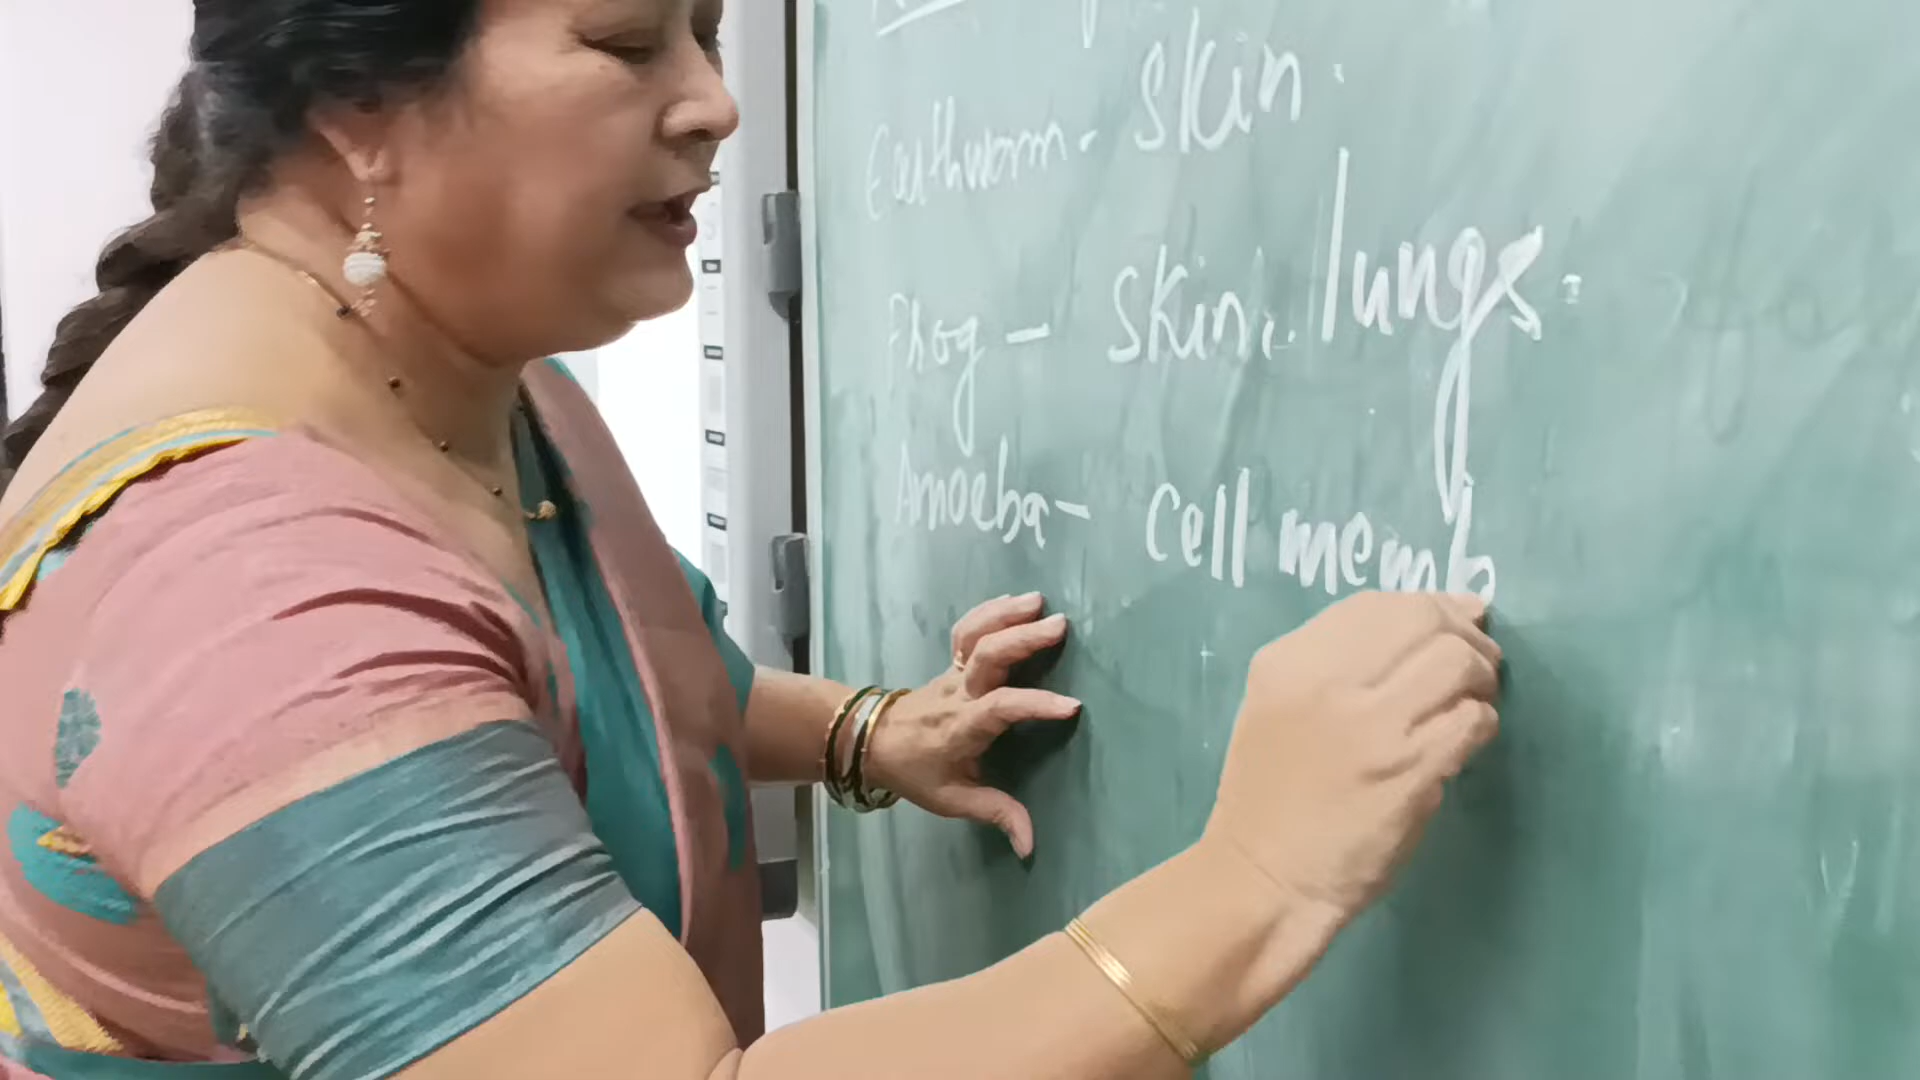 Earthworm - Skin.
Frog - Skin, lungs.
Amoeba - Cell memb